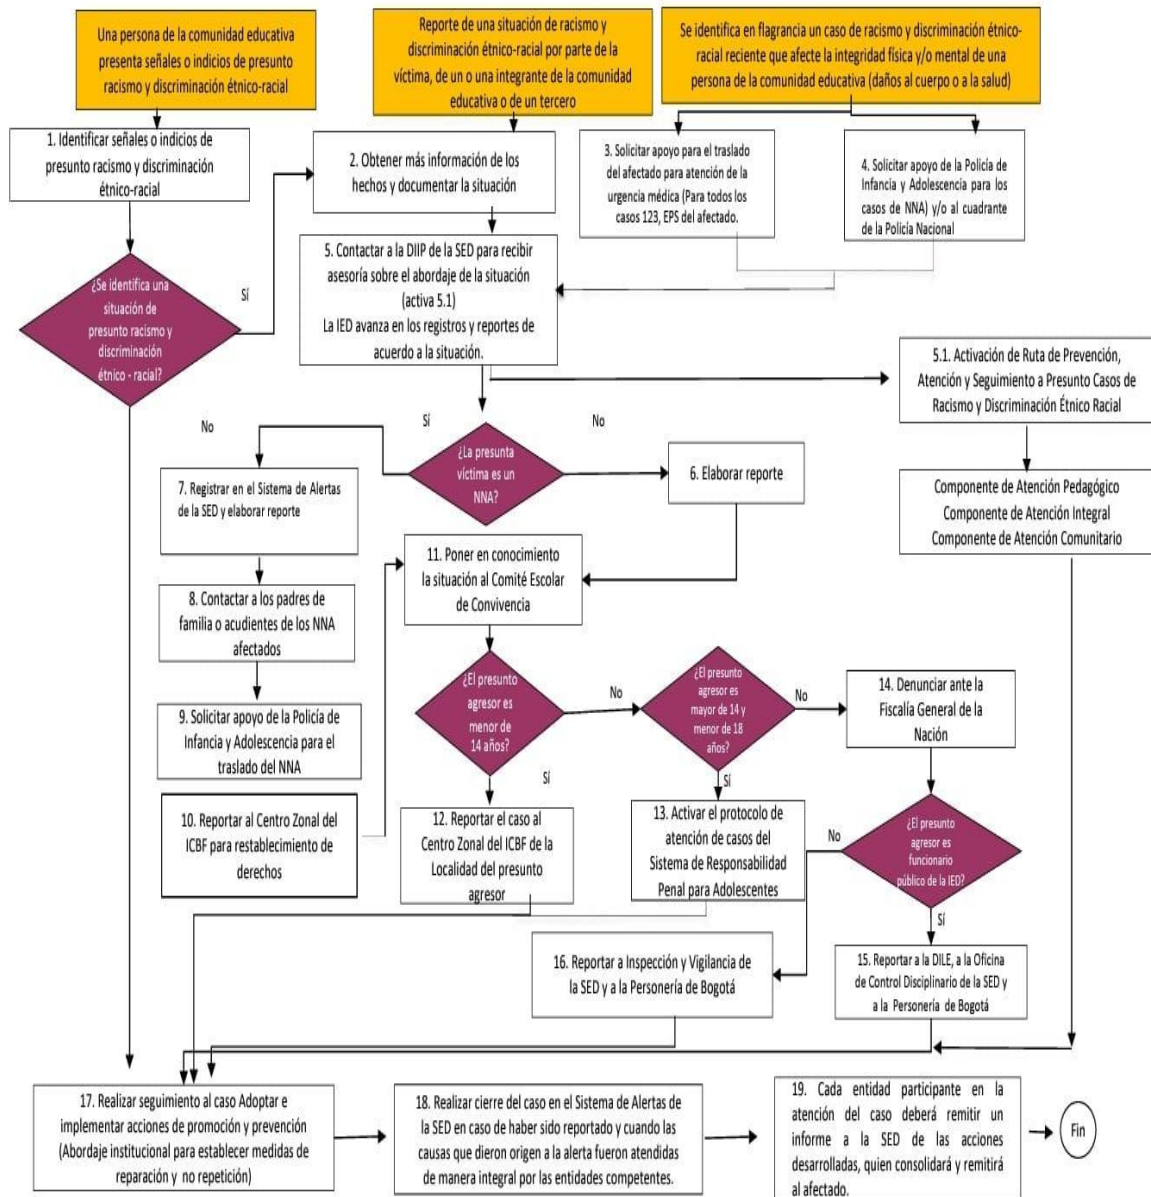 Una persona de la comunidad educativa
presenta señales o indicios de presunto
racismo y discriminación étnico-racial
Reporte de una situación de racismo y
discriminación étnico-racial por parte de la
víctima, de un o una integrante de la comunidad
educativa o de un tercero
Se identifica en flagrancia un caso de racismo y discriminación étnico-
racial reciente que afecte la integridad física y/o mental de una
persona de la comunidad educativa (daños al cuerpo o a la salud)
1. Identificar señales o indicios de
presunto racismo y discriminación
étnico-racial
2. Obtener más información de los
hechos y documentar la situación
3. Solicitar apoyo para el traslado
del afectado para atención de la
urgencia médica (Para todos los
casos 123, EPS del afectado.
4. Solicitar apoyo de la Policía de
Infancia y Adolescencia para los
casos de NNA) y/o al cuadrante
de la Policía Nacional
¿Se identifica una
situación de
presunto racismo y
discriminación
étnico - racial?
Sí
5. Contactar a la DIIP de la SED para recibir
asesoría sobre el abordaje de la situación
(activa 5.1)
La IED avanza en los registros y reportes de
acuerdo a la situación.
5.1. Activación de Ruta de Prevención,
Atención y Seguimiento a Presunto Casos de
Racismo y Discriminación Étnico Racial
No
Sí
No
¿La presunta
víctima es un
NNA?
6. Elaborar reporte
7. Registrar en el Sistema de Alertas
de la SED y elaborar reporte
Componente de Atención Pedagógico
Componente de Atención Integral
Componente de Atención Comunitario
11. Poner en conocimiento
la situación al Comité Escolar
de Convivencia
8. Contactar a los padres de
familia o acudientes de los NNA
afectados
9. Solicitar apoyo de la Policía de
Infancia y Adolescencia para el
traslado del NNA
10. Reportar al Centro Zonal del
ICBF para restablecimiento de
derechos
¿El presunto
agresor es
menor de
14 años?
No
¿El presunto
agresor es
mayor de 14 y
menor de 18
años?
No
14. Denunciar ante la
Fiscalía General de la
Nación
Sí
Sí
12. Reportar el caso al
Centro Zonal del ICBF de la
Localidad del presunto
agresor
13. Activar el protocolo de
atención de casos del
Sistema de Responsabilidad
Penal para Adolescentes
No
¿El presunto
agresor es
funcionario
público de la IED?
Sí
16. Reportar a Inspección y Vigilancia de
la SED y a la Personería de Bogotá
15. Reportar a la DILE, a la Oficina
de Control Disciplinario de la SED y
a la Personería de Bogotá
17. Realizar seguimiento al caso Adoptar e
implementar acciones de promoción y prevención
(Abordaje institucional para establecer medidas de
reparación y no repetición)
18. Realizar cierre del caso en el Sistema de Alertas de
la SED en caso de haber sido reportado y cuando las
causas que dieron origen a la alerta fueron atendidas
de manera integral por las entidades competentes.
19. Cada entidad participante en la
atención del caso deberá remitir un
informe a la SED de las acciones
desarrolladas, quien consolidará y remitirá
al afectado.
Fin